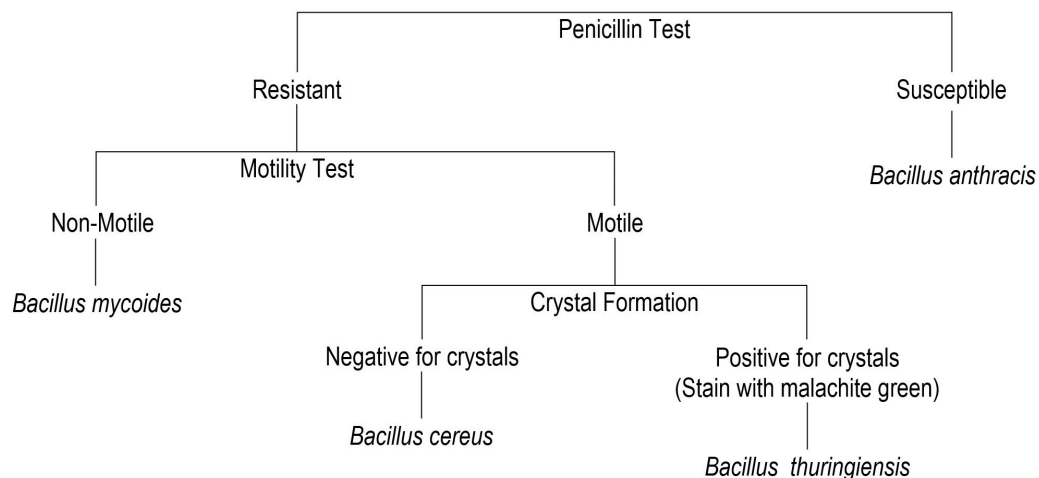 Penicillin Test
Resistant
Susceptible
Motility Test
Bacillus anthracis
Non-Motile
Motile
Bacillus mycoides
Crystal Formation
Negative for crystals
Positive for crystals
(Stain with malachite green)
Bacillus cereus
Bacillus thuringiensis